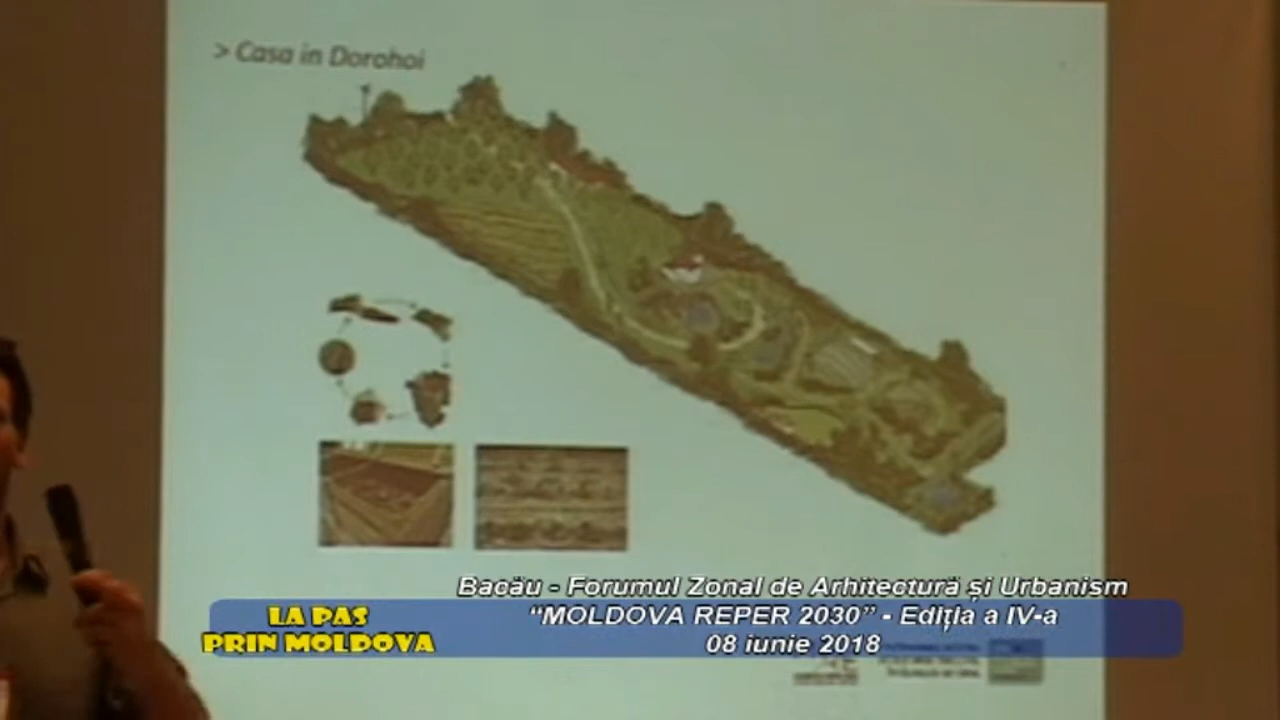 > Casa in Dorohoi
Bacău - Forumul Zonal de Arhitectură și Urbanism
LA PAS
PRIN MOLDOVA
“MOLDOVA REPER 2030” - Ediția a IV-a
08 iunie 2018